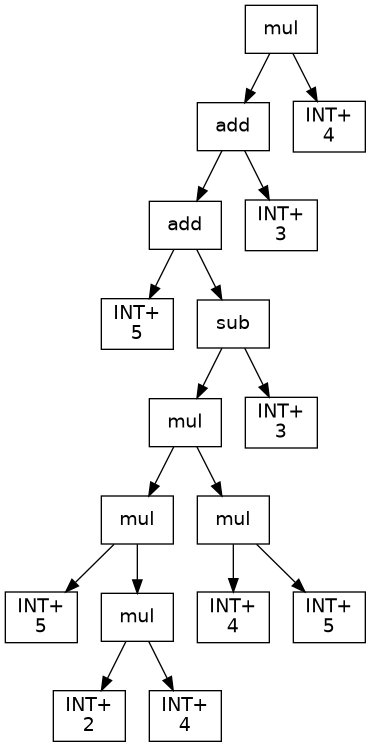 mul
add
INT+
4
add
INT+
3
INT+
5
sub
mul
INT+
3
mul
mul
INT+
5
mul
INT+
4
INT+
5
INT+
2
INT+
4